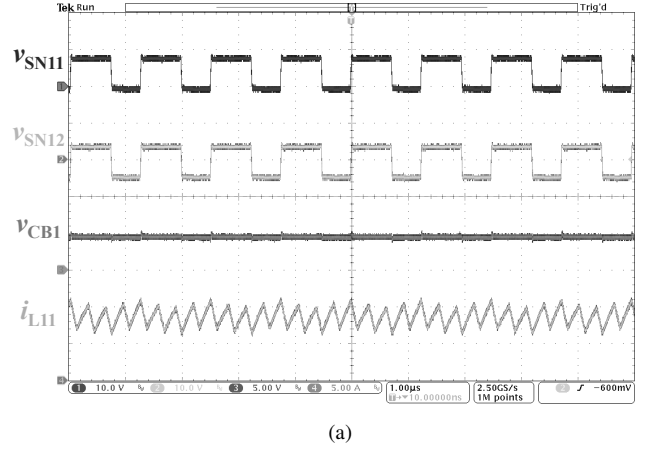 Tek Run
Trig'd
vSN11
vSN12
vCB1
iL11
1 10.0 V 2 10.0 V 3 5.00 V 4 5.00 A
1.00µs
10.00000ns
2.50GS/s
1M points
2 -600mV
(a)